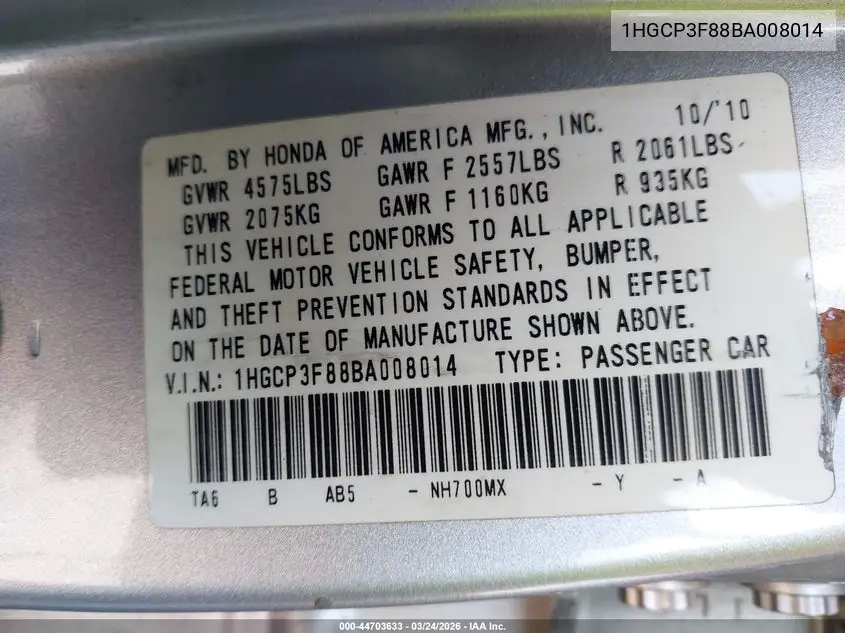 1HGCP3F88BA008014
MFD. BY HONDA OF AMERICA MFG., INC. 10/'10
GVWR 4575LBS GAWR F 2557LBS R 2061LBS
GVWR 2075KG GAWR F 1160KG R 935KG
THIS VEHICLE CONFORMS TO ALL APPLICABLE
FEDERAL MOTOR VEHICLE SAFETY, BUMPER,
AND THEFT PREVENTION STANDARDS IN EFFECT
ON THE DATE OF MANUFACTURE SHOWN ABOVE.
V.I.N.: 1HGCP3F88BA008014 TYPE: PASSENGER CAR
TA6 B AB5 - NH700MX - Y - A
000-44703633 - 03/24/2026 - IAA Inc.